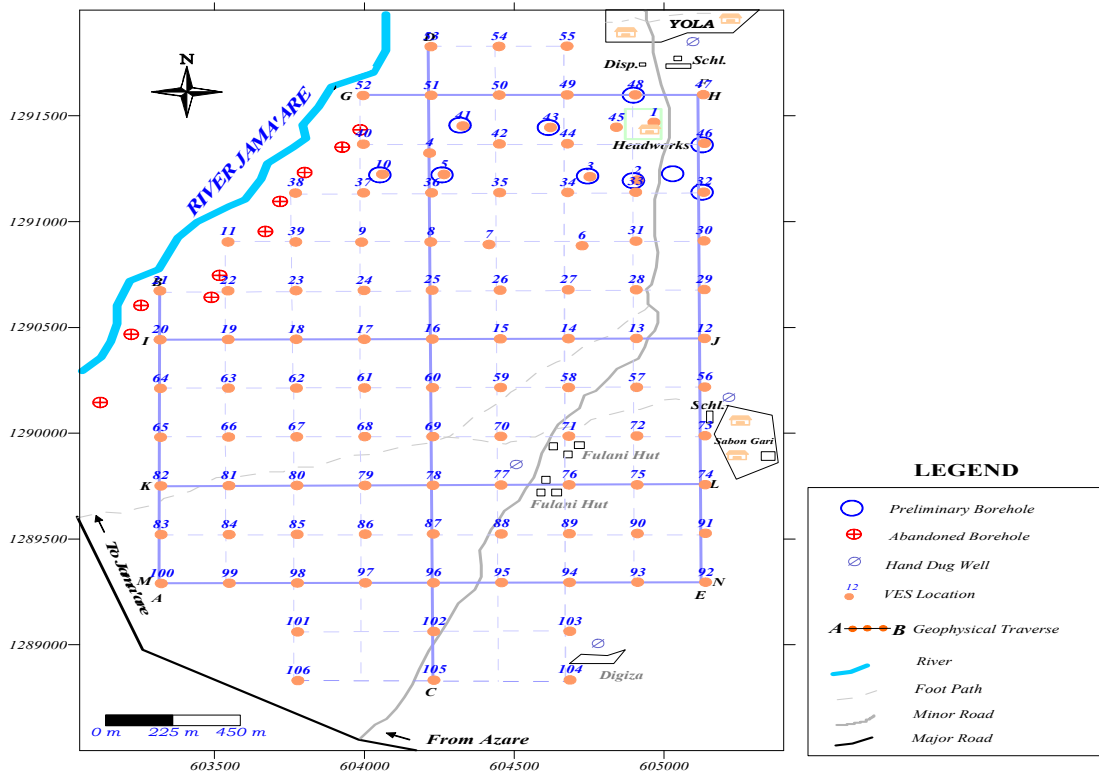 D
53 54 55
YOLA
N
Disp. Schl.
52 51 50 49 48 47
G H
1291500
41 43 45 1
40 4 42 44 Headworks 46
RIVER JAMA'ARE
10 5 3 2
38 37 36 35 34 33 32
1291000
11 39 9 8 7 6 31 30
B
21 22 23 24 25 26 27 28 29
1290500
20 19 18 17 16 15 14 13 12
I J
64 63 62 61 60 59 58 57 56
Schl.
1290000
65 66 67 68 69 70 71 72 73
Sabon Gari
Fulani Hut
82 81 80 79 78 77 76 75 74
K L
Fulani Hut
1289500
83 84 85 86 87 88 89 90 91
To Jama'are
100 99 98 97 96 95 94 93 92
M N
A E
101 102 103
1289000
106 105 104
C
Digiza
0 m 225 m 450 m
From Azare
603500 604000 604500 605000
LEGEND
Preliminary Borehole
Abandoned Borehole
Hand Dug Well
12 VES Location
A B Geophysical Traverse
River
Foot Path
Minor Road
Major Road